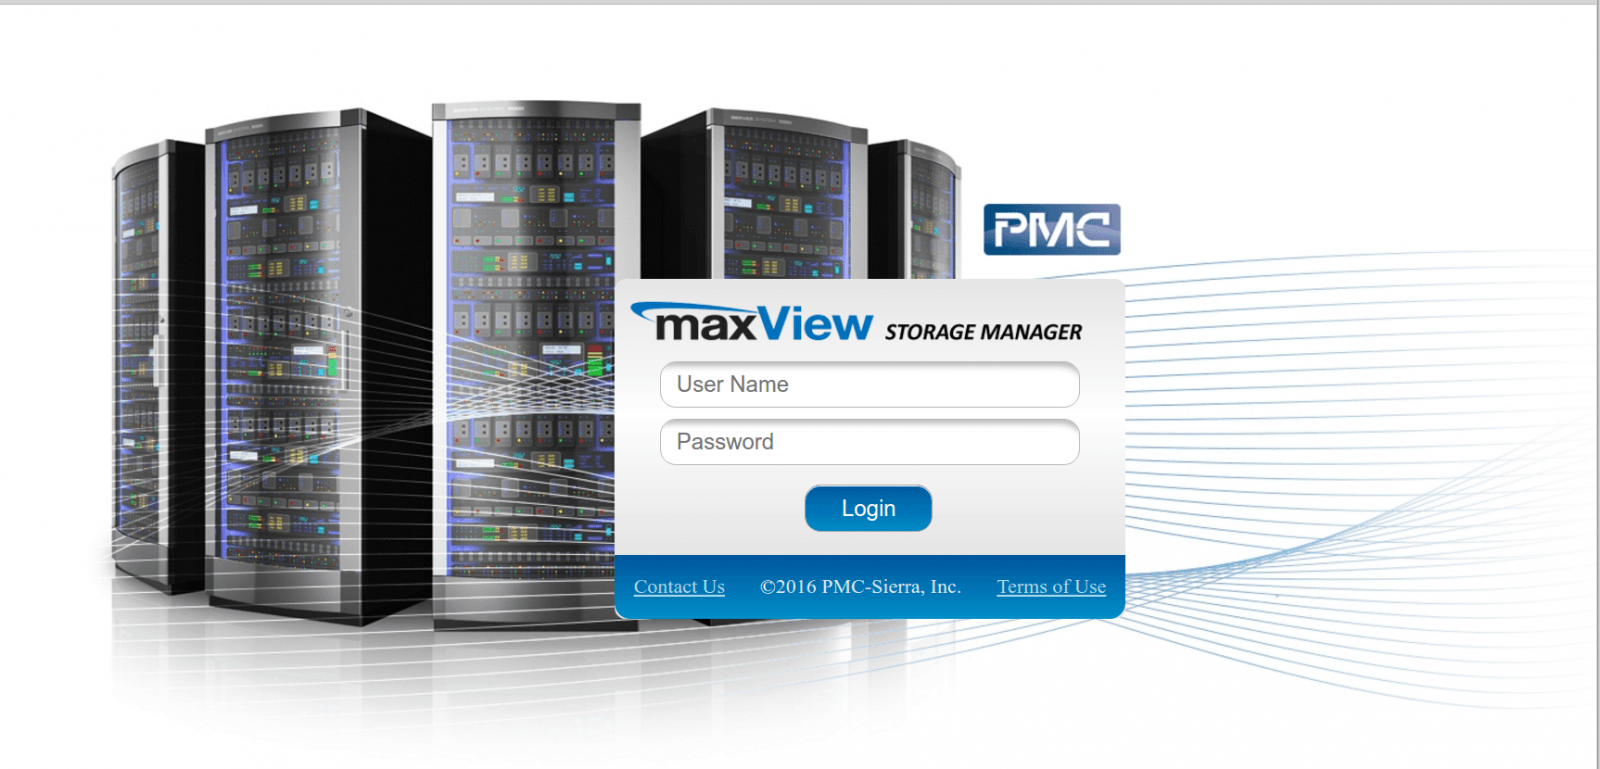 PMC
maxView STORAGE MANAGER
User Name
Password
Login
Contact Us ©2016 PMC-Sierra, Inc. Terms of Use